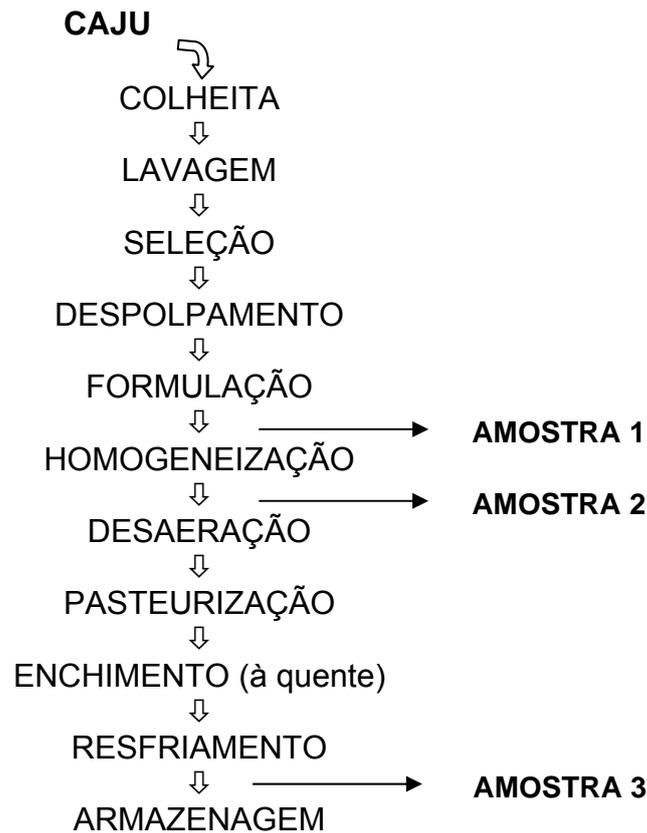 CAJU
COLHEITA
LAVAGEM
SELEÇÃO
DESPOLPAMENTO
FORMULAÇÃO
AMOSTRA 1
HOMOGENEIZAÇÃO
AMOSTRA 2
DESAERAÇÃO
PASTEURIZAÇÃO
ENCHIMENTO (à quente)
RESFRIAMENTO
AMOSTRA 3
ARMAZENAGEM